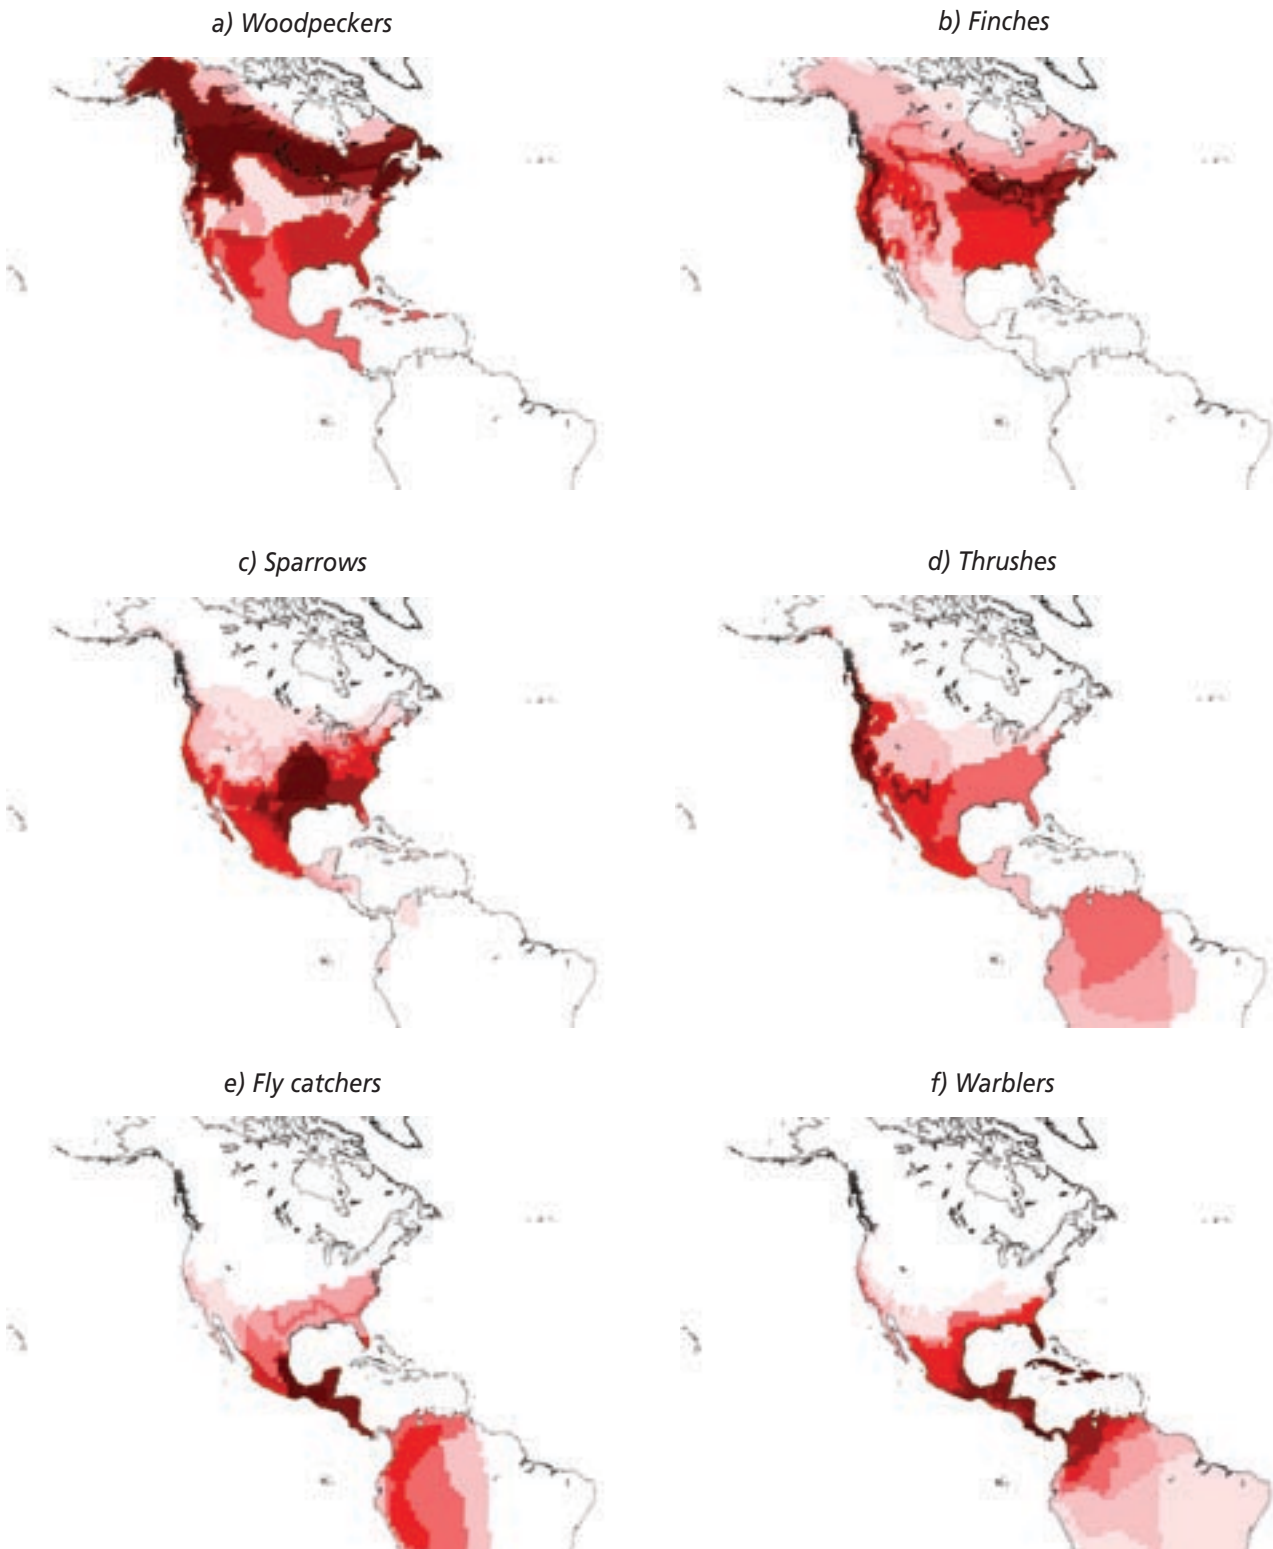 a) Woodpeckers
b) Finches
c) Sparrows
d) Thrushes
e) Fly catchers
f) Warblers